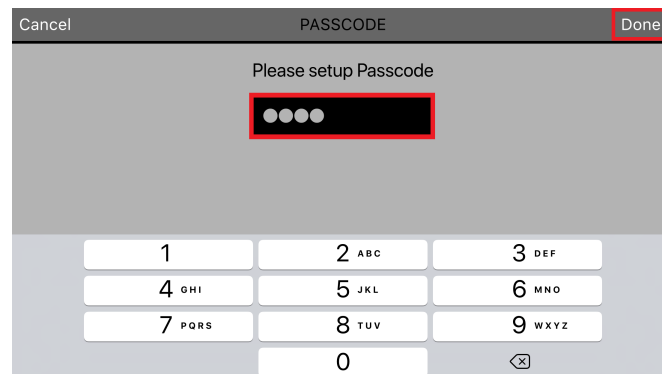 Cancel PASSCODE Done
Please setup Passcode
●●●●
1 2 ABC 3 DEF
4 GHI 5 JKL 6 MNO
7 PQRS 8 TUV 9 WXYZ
0